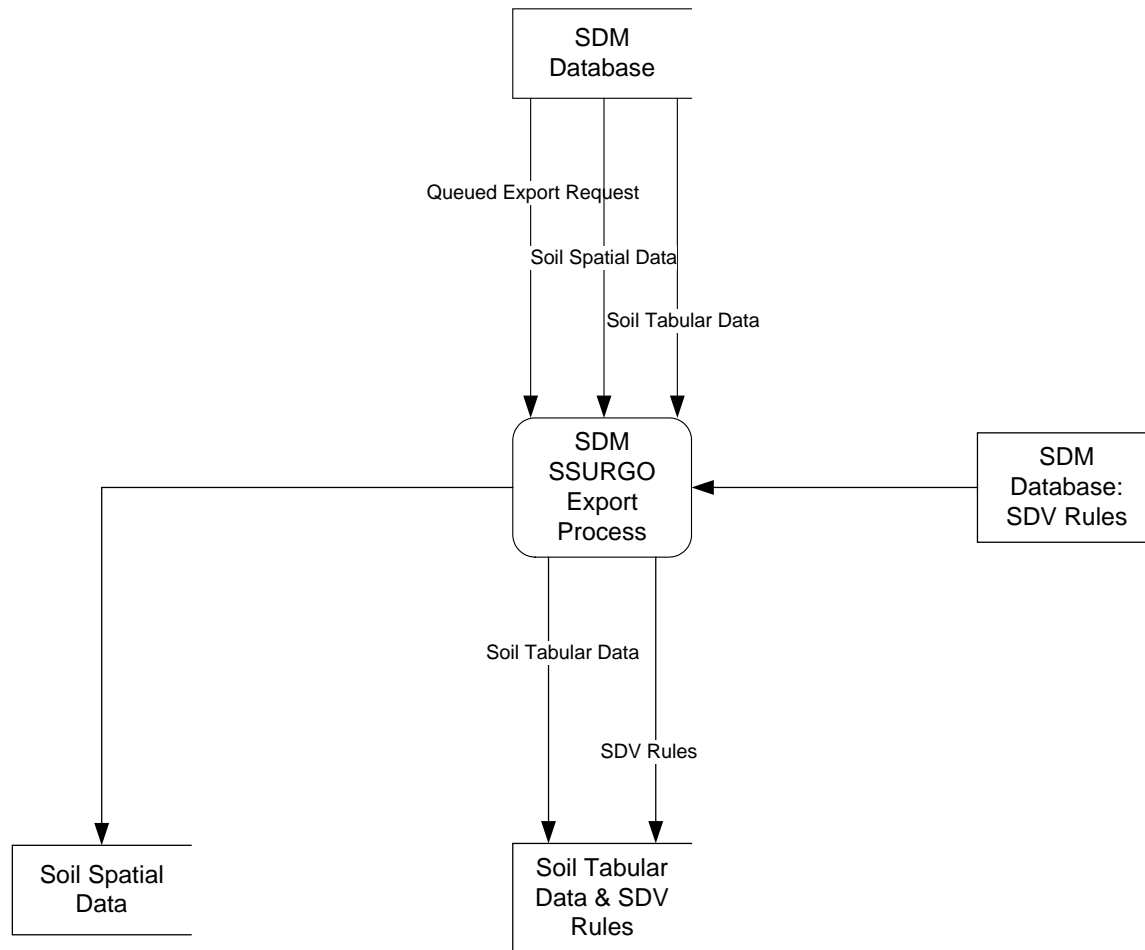 SDM
Database
Queued Export Request
Soil Spatial Data
Soil Tabular Data
SDM
SSURGO
Export
Process
SDM
Database:
SDV Rules
Soil Tabular Data
SDV Rules
Soil Spatial
Data
Soil Tabular
Data & SDV
Rules